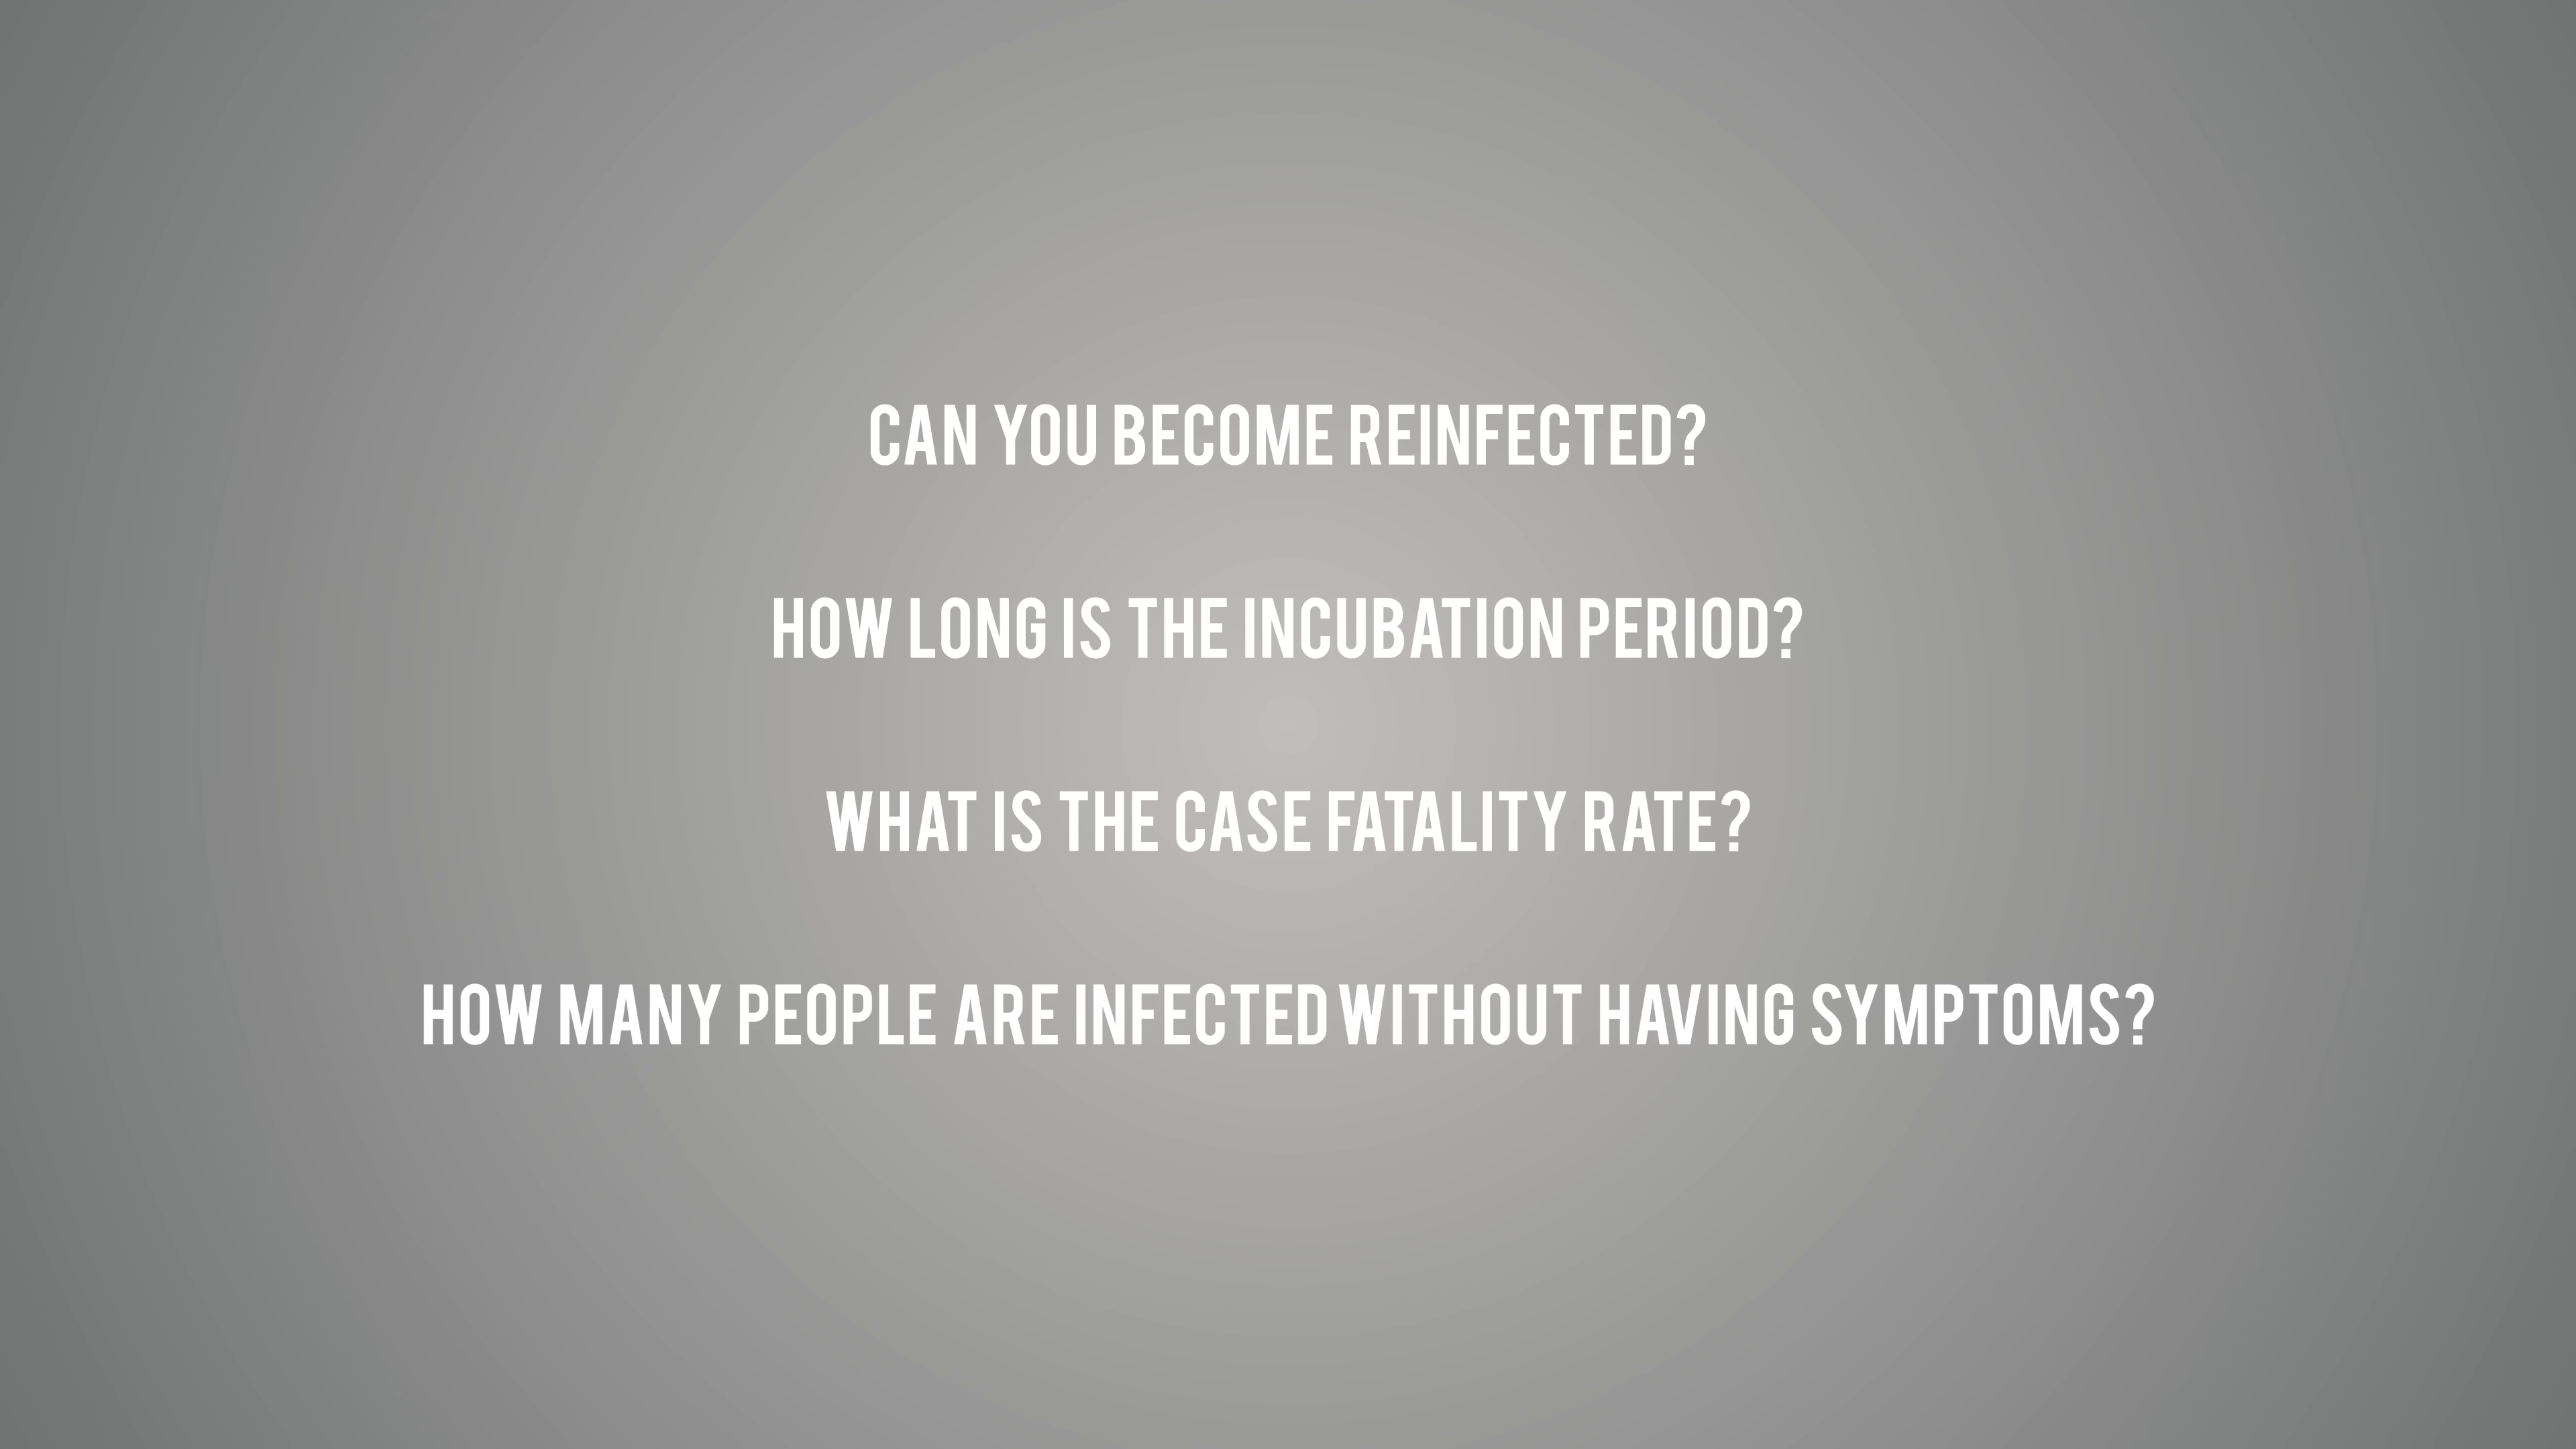 CAN YOU BECOME REINFECTED?
HOW LONG IS THE INCUBATION PERIOD?
WHAT IS THE CASE FATALITY RATE?
HOW MANY PEOPLE ARE INFECTED WITHOUT HAVING SYMPTOMS?